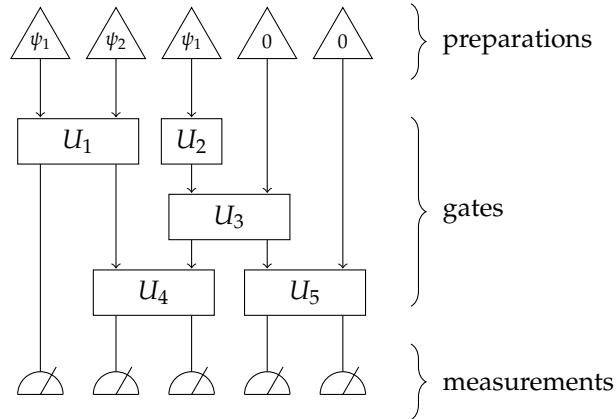 ψ₁ ψ₂ ψ₁ 0 0 preparations
U₁ U₂
U₃ gates
U₄ U₅
measurements